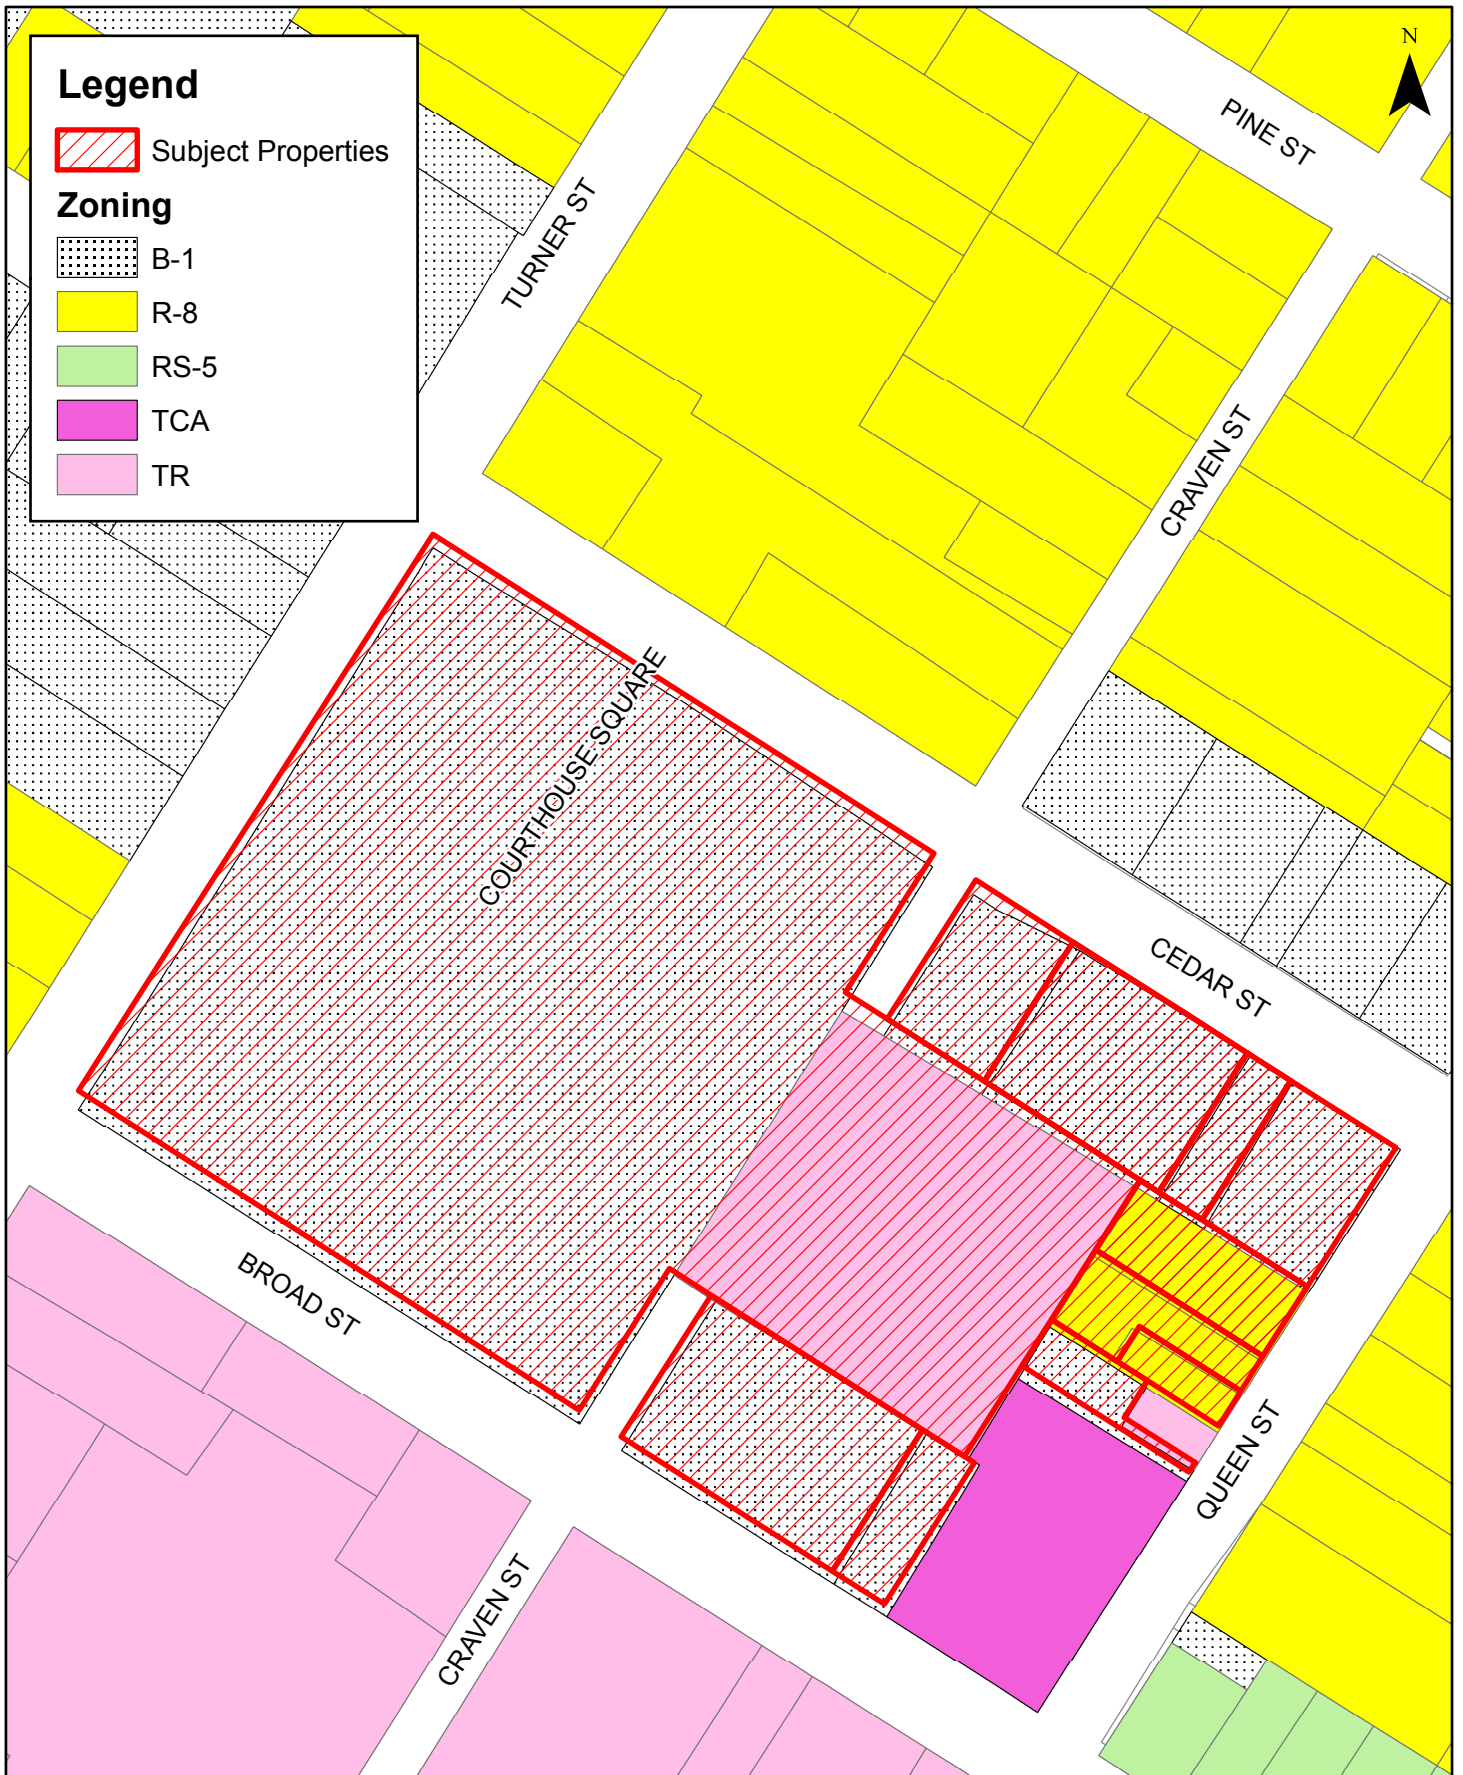 Legend
Subject Properties
Zoning
B-1
R-8
RS-5
TCA
TR
N
PINE ST
TURNER ST
CRAVEN ST
COURTHOUSE SQUARE
CEDAR ST
BROAD ST
QUEEN ST
CRAVEN ST